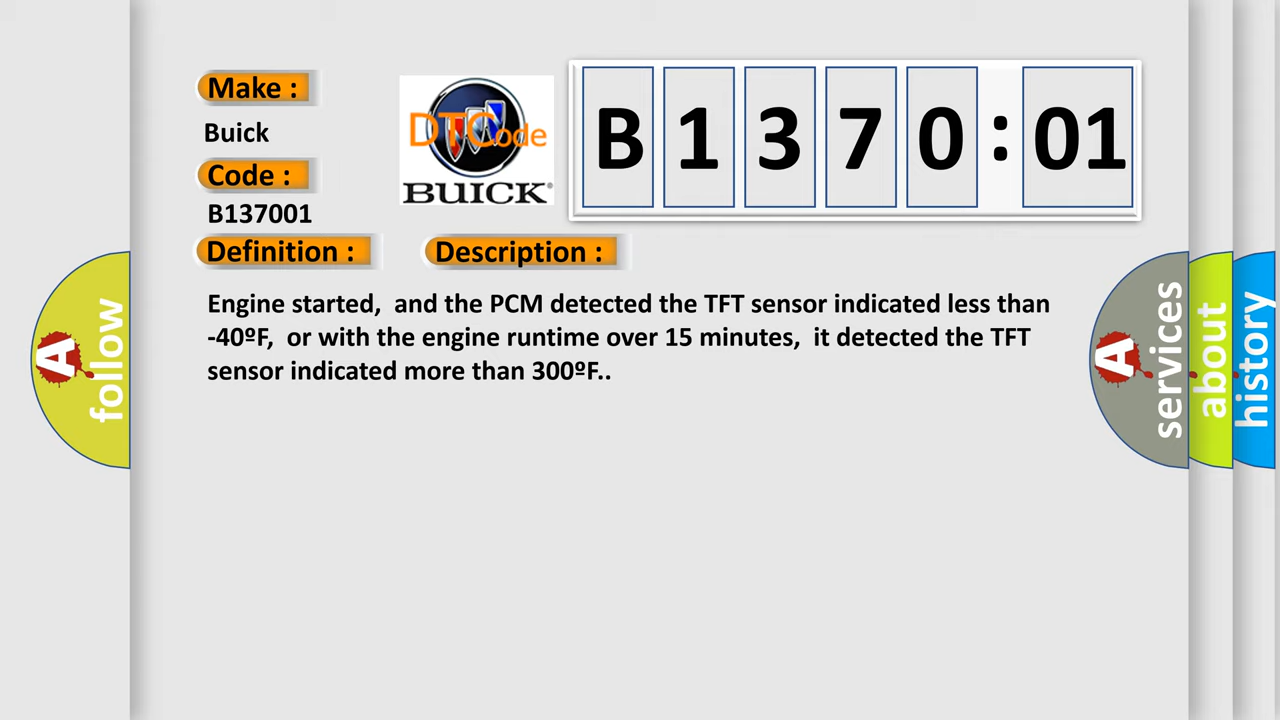 Make :
Buick
Code :
B137001
Definition :
Description :
DTCode
BUICK
B 1 3 7 0 : 01
Engine started,  and the PCM detected the TFT sensor indicated less than
-40ºF,  or with the engine runtime over 15 minutes,  it detected the TFT
sensor indicated more than 300ºF..
A follow
A services
about
history